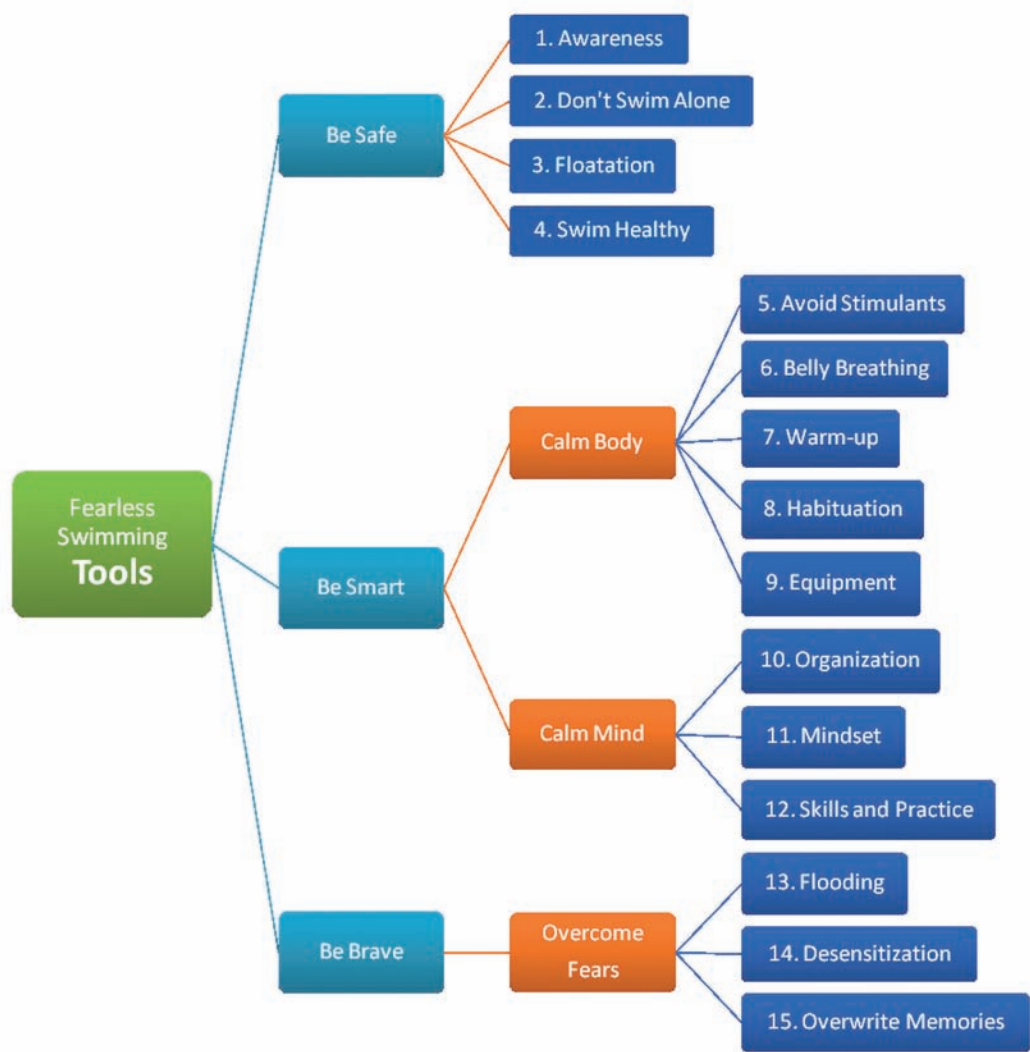 Fearless
Swimming
Tools
Be Safe
1. Awareness
2. Don't Swim Alone
3. Floatation
4. Swim Healthy
Be Smart
Calm Body
5. Avoid Stimulants
6. Belly Breathing
7. Warm-up
8. Habituation
9. Equipment
Calm Mind
10. Organization
11. Mindset
12. Skills and Practice
Be Brave
Overcome
Fears
13. Flooding
14. Desensitization
15. Overwrite Memories